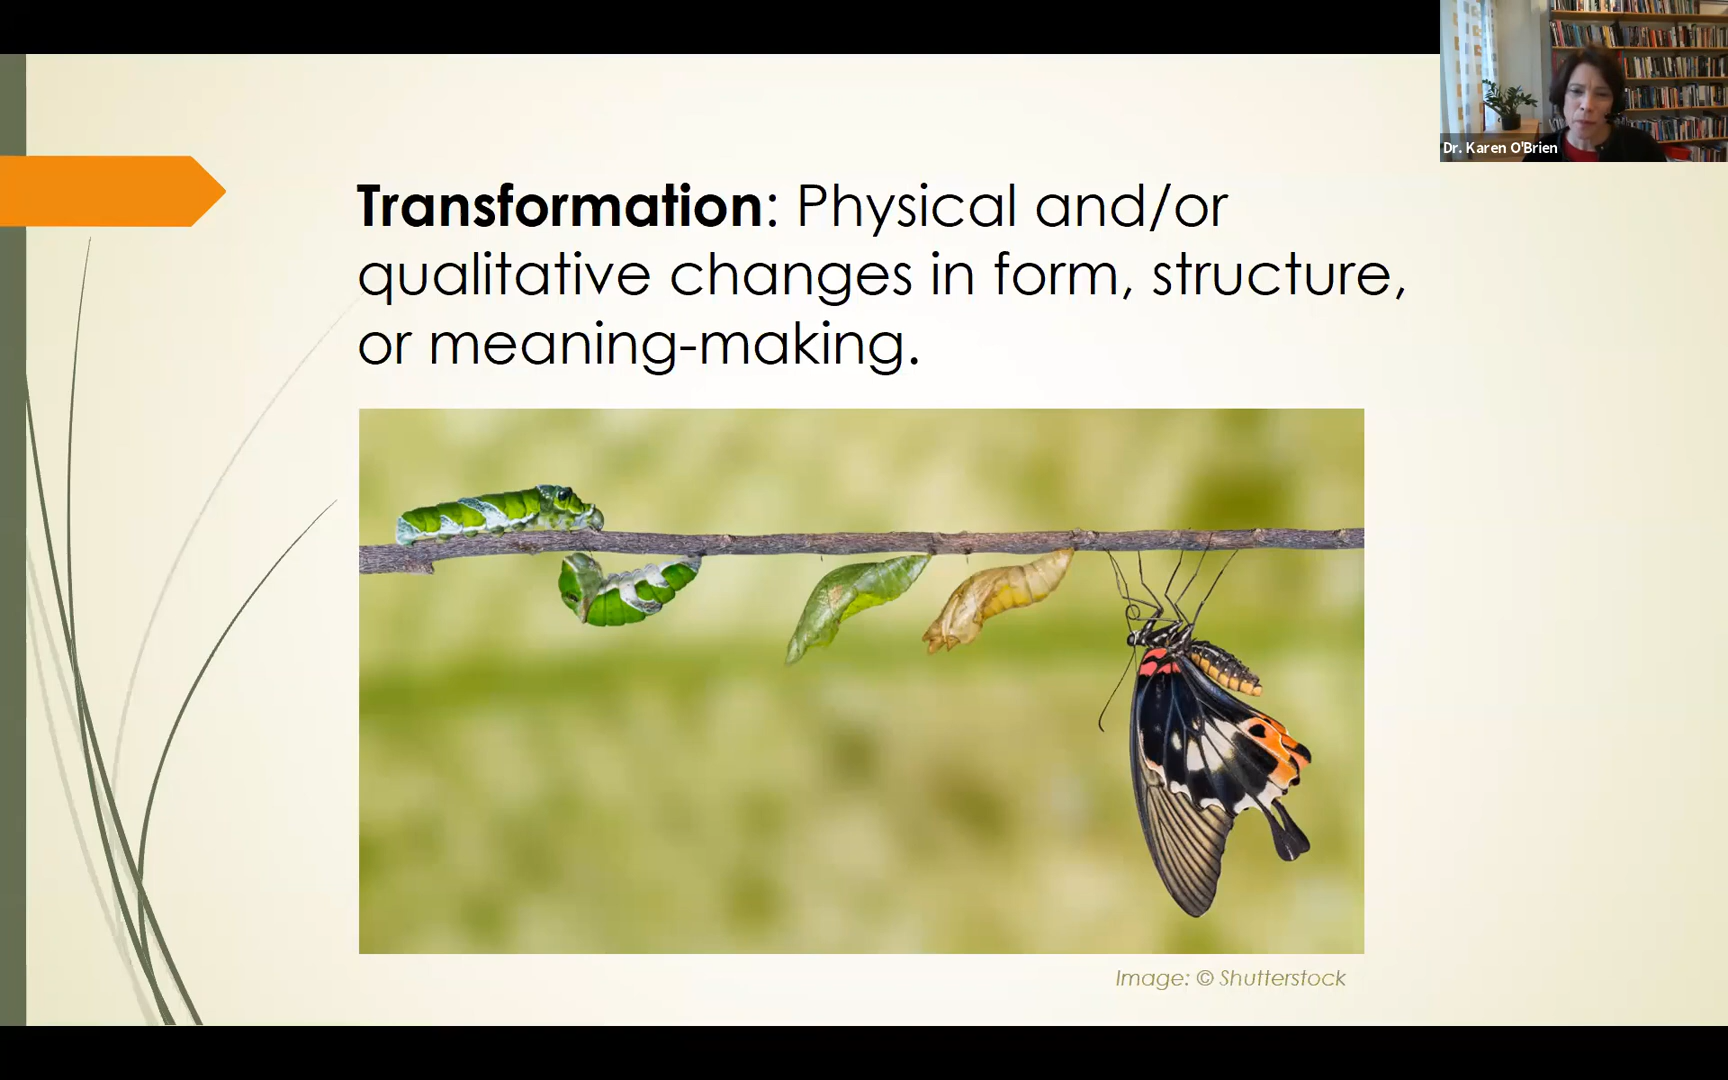 Dr. Karen O'Brien
Transformation: Physical and/or
qualitative changes in form, structure,
or meaning-making.
Image: © Shutterstock